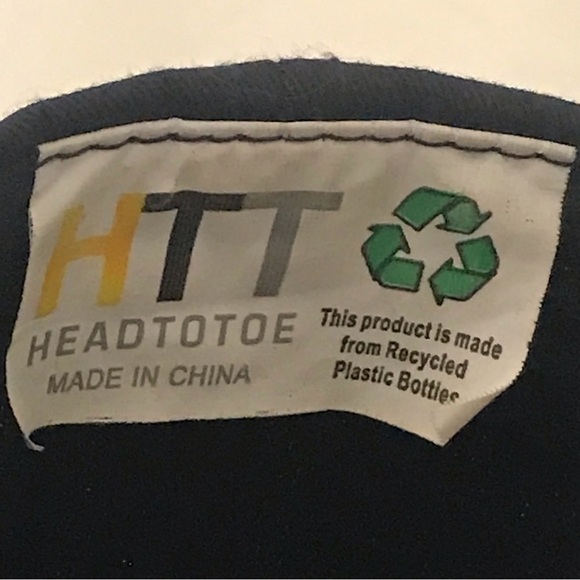 HTT
HEADTOTOE
MADE IN CHINA
This product is made
from Recycled
Plastic Bottles